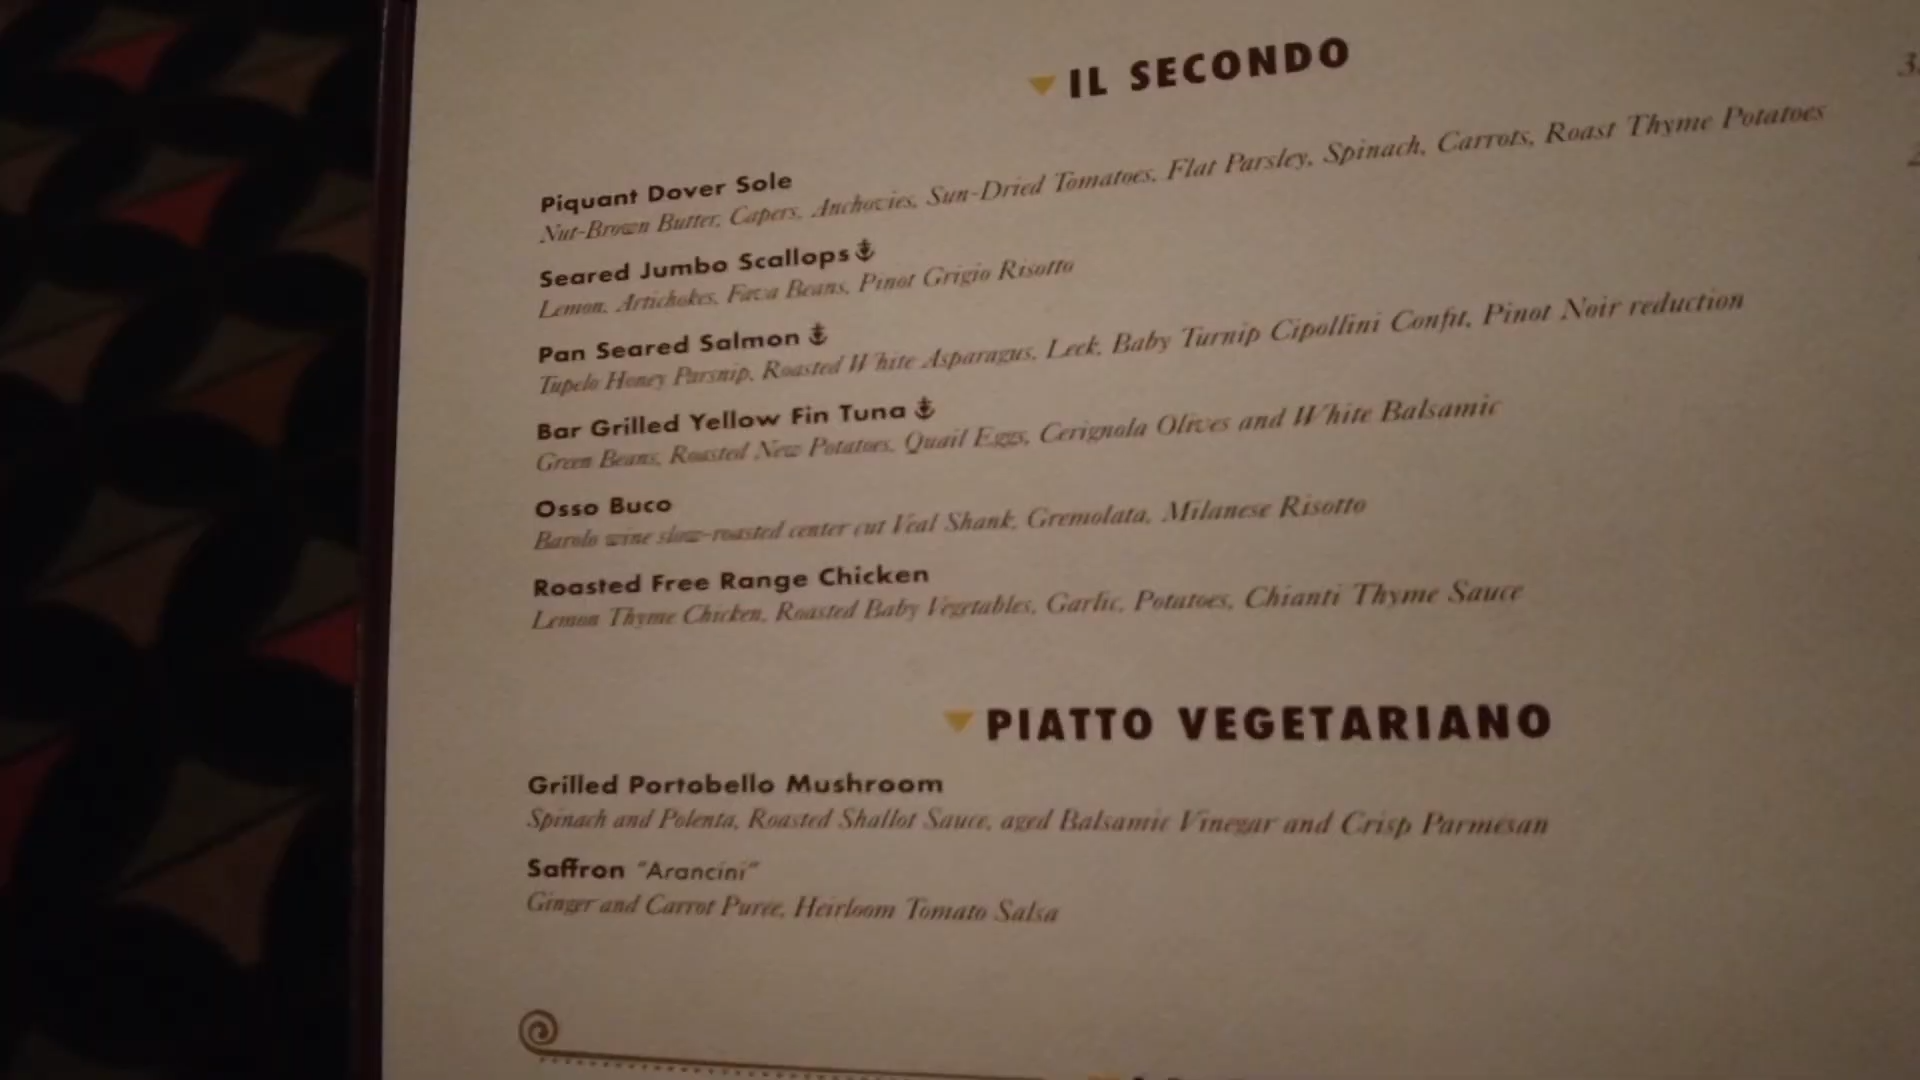 IL SECONDO
Piquant Dover Sole
Nut-Brown Butter, Capers, Anchovies, Sun-Dried Tomatoes, Flat Parsley, Spinach, Carrots, Roast Thyme Potatoes
Seared Jumbo Scallops
Lemon, Artichokes, Fava Beans, Pinot Grigio Risotto
Pan Seared Salmon
Tupelo Honey Parsnip, Roasted White Asparagus, Leek, Baby Turnip Cipollini Confit, Pinot Noir reduction
Bar Grilled Yellow Fin Tuna
Green Beans, Roasted New Potatoes, Quail Eggs, Cerignola Olives and White Balsamic
Osso Buco
Barolo wine slow-roasted center cut Veal Shank, Gremolata, Milanese Risotto
Roasted Free Range Chicken
Lemon Thyme Chicken, Roasted Baby Vegetables, Garlic, Potatoes, Chianti Thyme Sauce
PIATTO VEGETARIANO
Grilled Portobello Mushroom
Spinach and Polenta, Roasted Shallot Sauce, aged Balsamic Vinegar and Crisp Parmesan
Saffron "Arancini"
Ginger and Carrot Puree, Heirloom Tomato Salsa